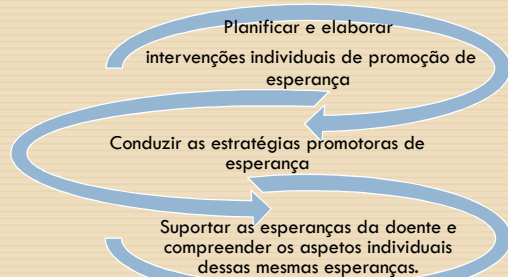 Planificar e elaborar
intervenções individuais de promoção de
esperança
Conduzir as estratégias promotoras de
esperança
Suportar as esperanças da doente e
compreender os aspetos individuais
dessas mesmas esperanças.